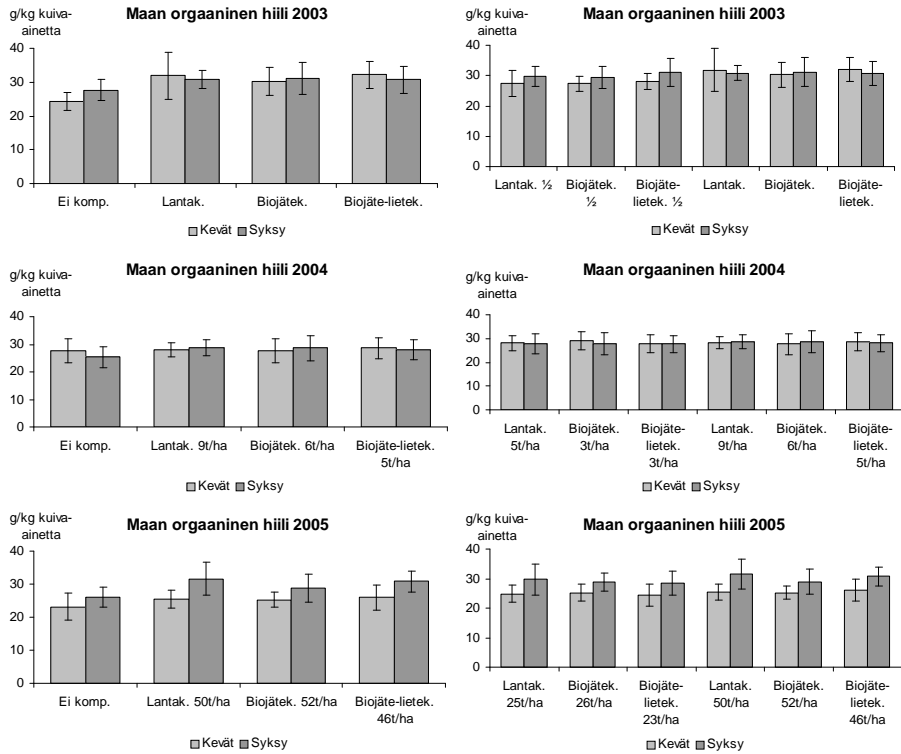 g/kg kuiva-
ainetta
Maan orgaaninen hiili 2003
40
30
20
10
0
Ei komp.
Lantak.
Biojätek.
Biojäte-lietek.
Kevät
Syksy
g/kg kuiva-
ainetta
Maan orgaaninen hiili 2003
40
30
20
10
0
Lantak. ½
Biojätek.
½
Biojäte-
lietek. ½
Lantak.
Biojätek.
Biojäte-
lietek.
Kevät
Syksy
g/kg kuiva-
ainetta
Maan orgaaninen hiili 2004
40
30
20
10
0
Ei komp.
Lantak. 9t/ha
Biojätek. 6t/ha
Biojäte-lietek.
5t/ha
Kevät
Syksy
g/kg kuiva-
ainetta
Maan orgaaninen hiili 2004
40
30
20
10
0
Lantak.
5t/ha
Biojätek.
3t/ha
Biojäte-
lietek.
3t/ha
Lantak.
9t/ha
Biojätek.
6t/ha
Biojäte-
lietek.
5t/ha
Kevät
Syksy
g/kg kuiva-
ainetta
Maan orgaaninen hiili 2005
40
30
20
10
0
Ei komp.
Lantak. 50t/ha
Biojätek. 52t/ha
Biojäte-lietek.
46t/ha
Kevät
Syksy
g/kg kuiva-
ainetta
Maan orgaaninen hiili 2005
40
30
20
10
0
Lantak.
25t/ha
Biojätek.
26t/ha
Biojäte-
lietek.
23t/ha
Lantak.
50t/ha
Biojätek.
52t/ha
Biojäte-
lietek.
46t/ha
Kevät
Syksy